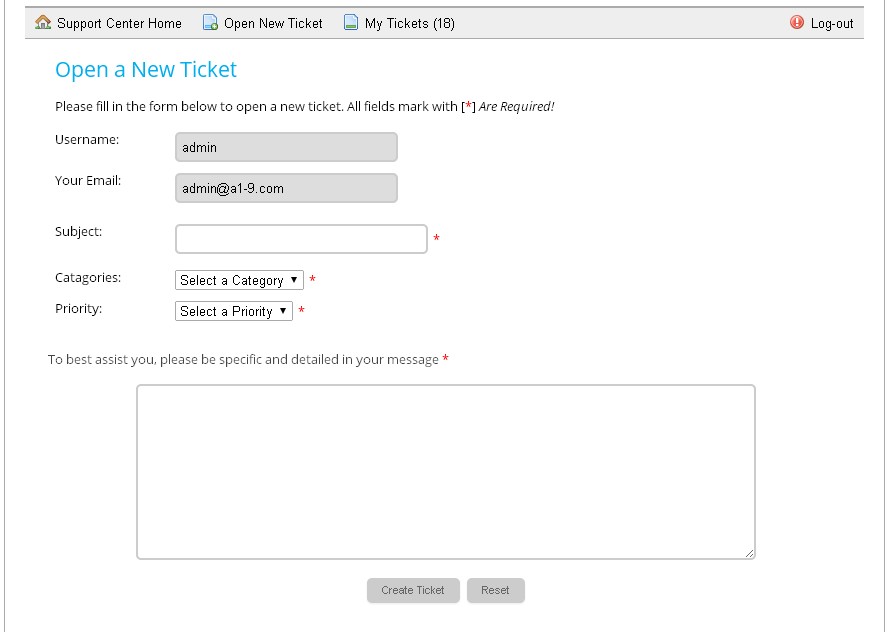 Support Center Home Open New Ticket My Tickets (18) Log-out
Open a New Ticket
Please fill in the form below to open a new ticket. All fields mark with [*] Are Required!
Username: admin
Your Email: admin@a1-9.com
Subject: *
Catagories: Select a Category *
Priority: Select a Priority *
To best assist you, please be specific and detailed in your message *
Create Ticket Reset